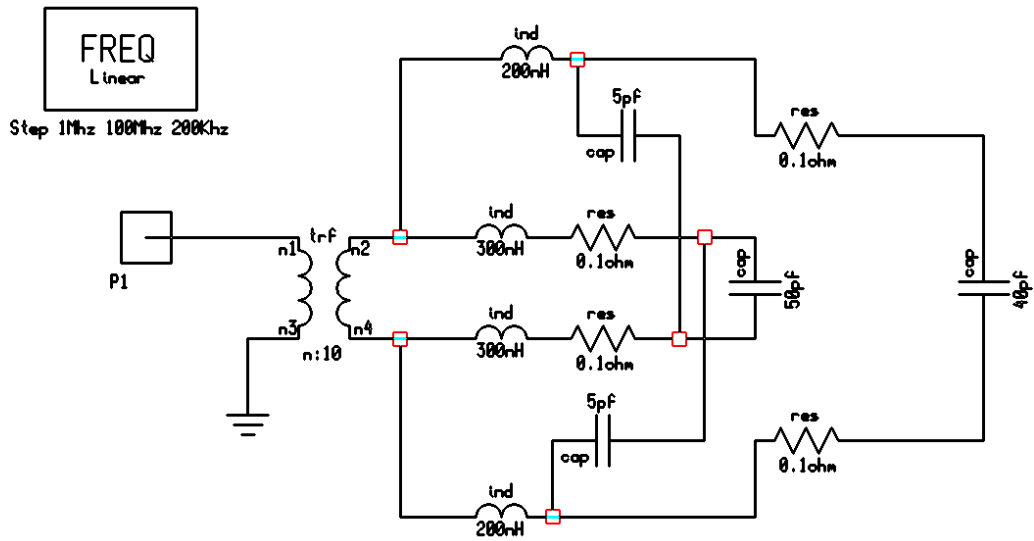 FREQ
Linear
Step 1Mhz 100Mhz 200Khz
ind
200nH
5pf
cap
res
0.1ohm
P1
trf
n1
n2
n3
n4
n:10
ind
300nH
res
0.1ohm
cap
50pf
cap
40pf
ind
300nH
res
0.1ohm
5pf
cap
res
0.1ohm
ind
200nH